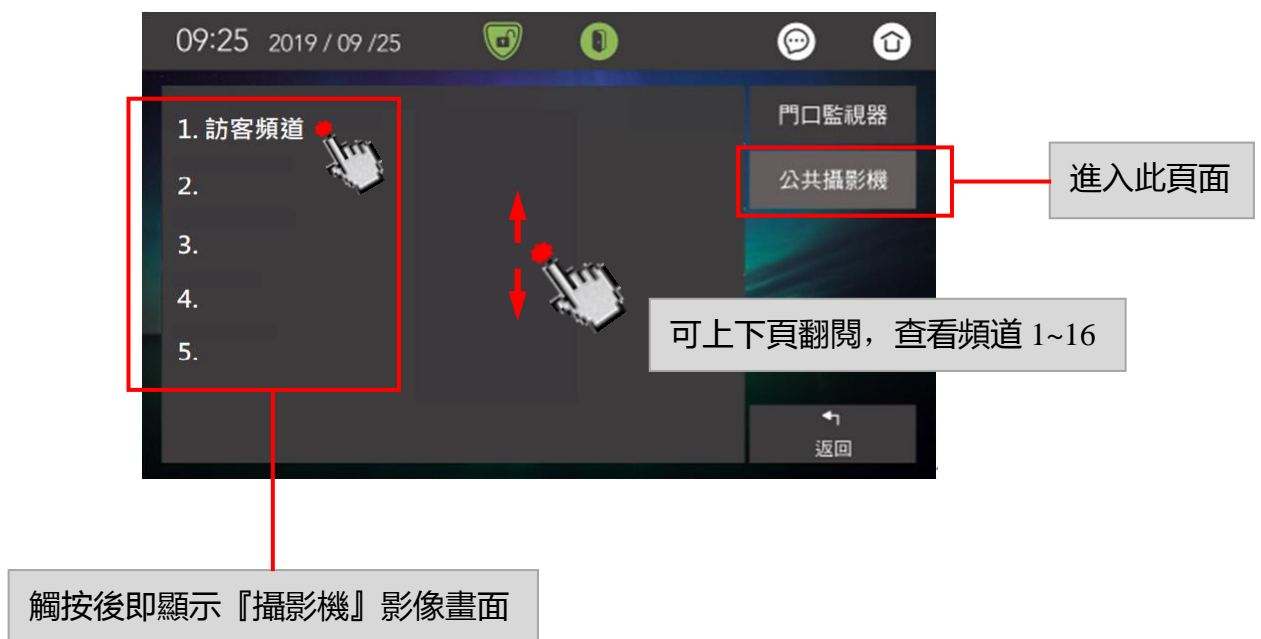 09:25 2019 / 09 /25
1. 訪客頻道
2.
3.
4.
5.
門口監視器
公共攝影機
進入此頁面
可上下頁翻閱，查看頻道 1~16
返回
觸按後即顯示『攝影機』影像畫面